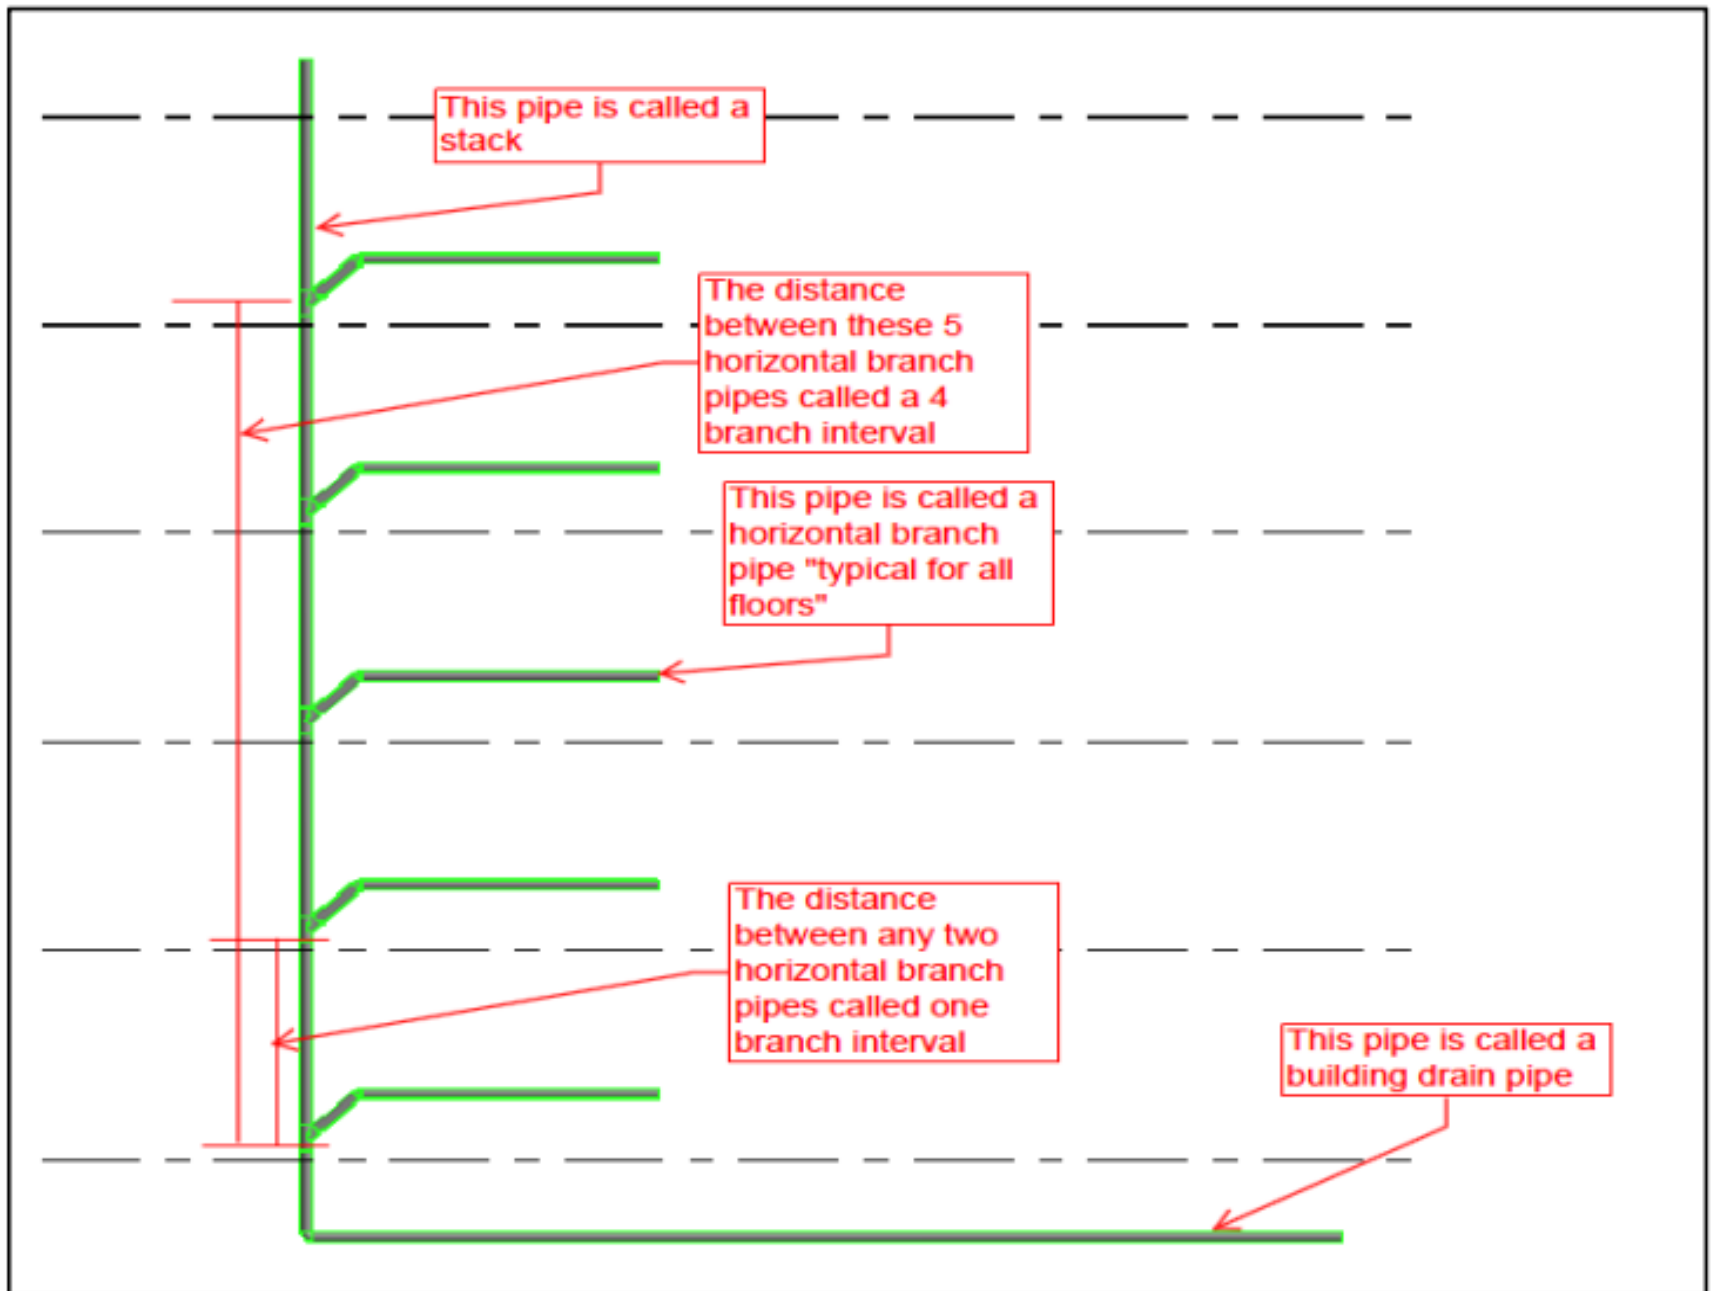 This pipe is called a
stack
The distance
between these 5
horizontal branch
pipes called a 4
branch interval
This pipe is called a
horizontal branch
pipe "typical for all
floors"
The distance
between any two
horizontal branch
pipes called one
branch interval
This pipe is called a
building drain pipe